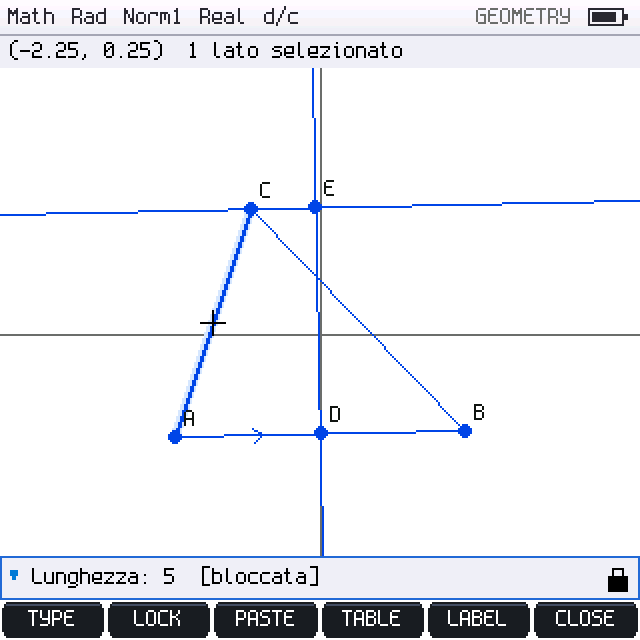 Math Rad Norm1 Real d/c GEOMETRY
(-2.25, 0.25) 1 lato selezionato
C E
A D B
Lunghezza: 5 [bloccata]
TYPE LOCK PASTE TABLE LABEL CLOSE